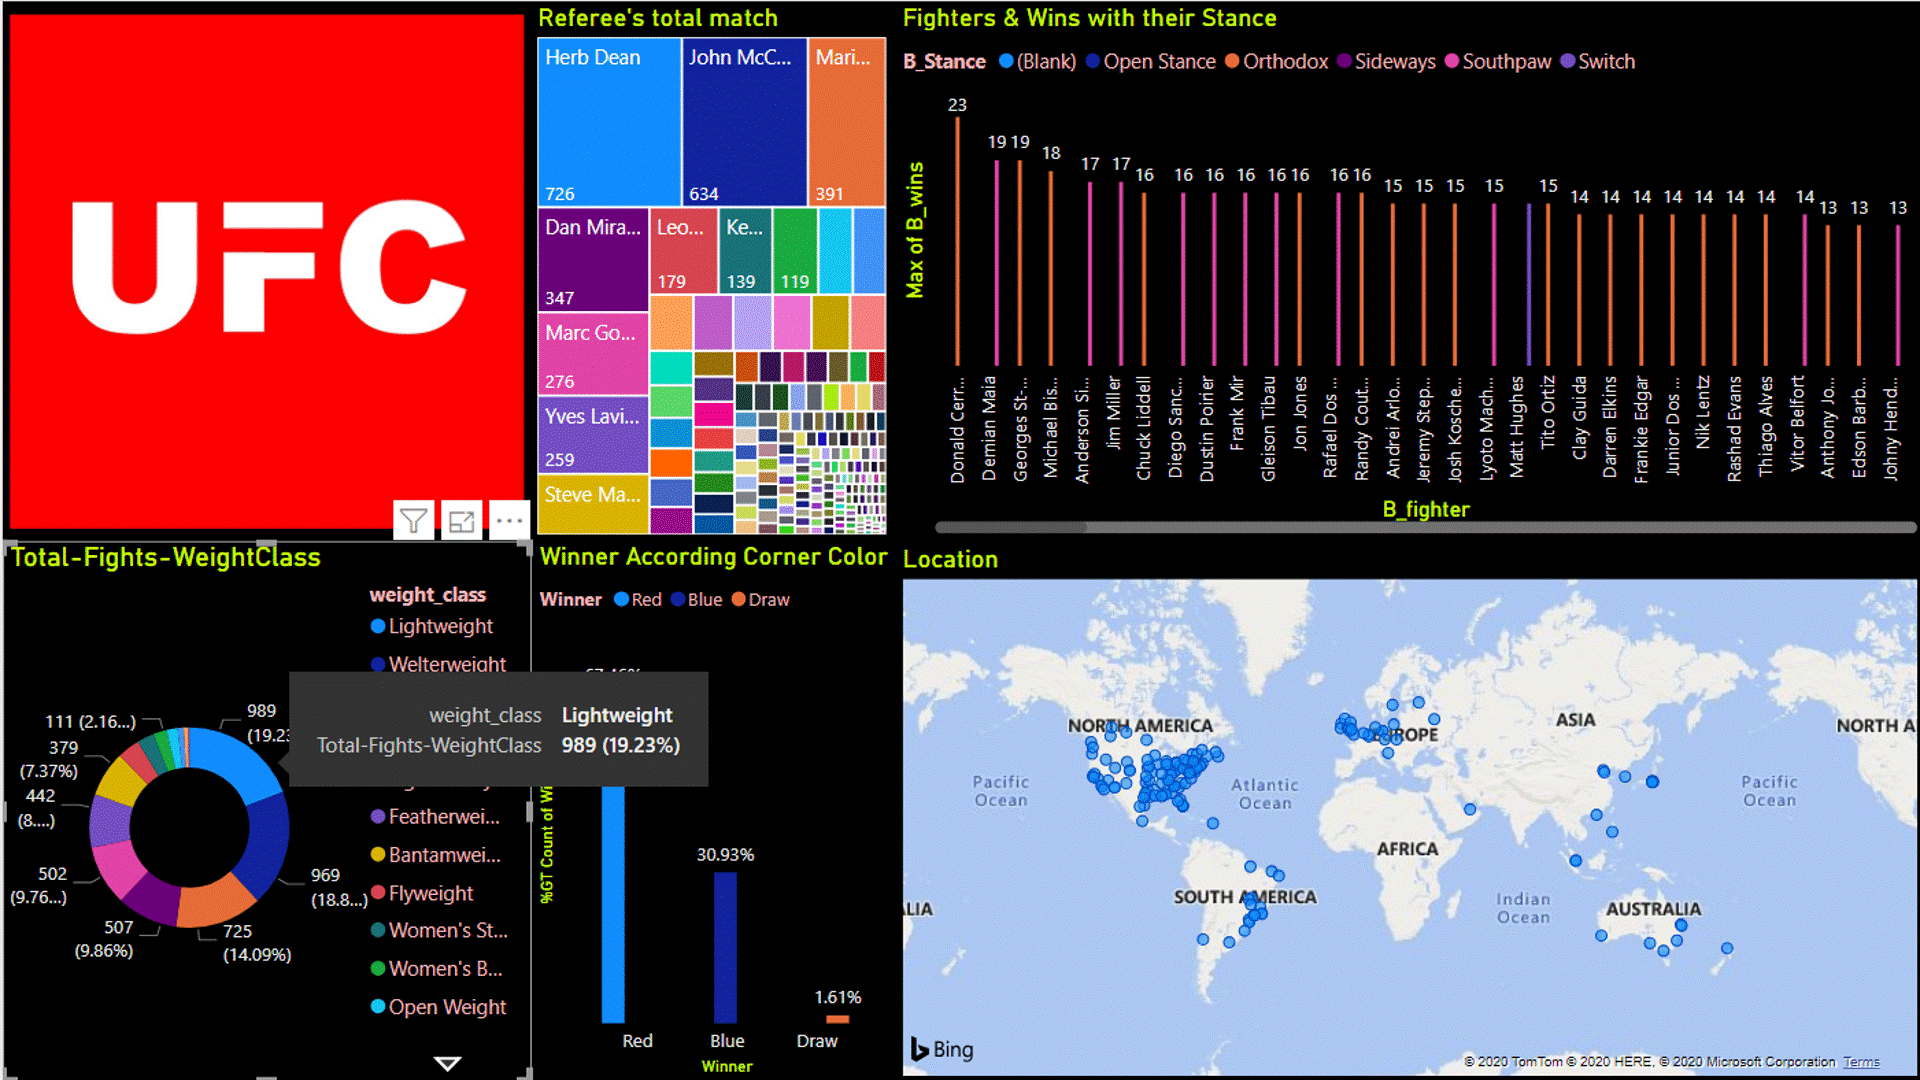 UFC
Referee's total match
Herb Dean
John McC...
Mari...
726
634
391
Dan Mira...
Leo...
Ke...
347
179
139
119
Marc Go...
276
Yves Lavi...
259
Steve Ma...
Fighters & Wins with their Stance
B_Stance (Blank) Open Stance Orthodox Sideways Southpaw Switch
Max of B_wins
23 19 19 18 17 17 16 16 16 16 16 16 16 16 15 15 15 15 15 14 14 14 14 14 14 14 14 13 13 13
Donald Cerr...
Demian Maia
Georges St-...
Michael Bis...
Anderson Si...
Jim Miller
Chuck Liddell
Diego Sanc...
Dustin Poirier
Frank Mir
Gleison Tibau
Jon Jones
Rafael Dos ...
Randy Cout...
Andrei Arlo...
Jeremy Step...
Josh Kosche...
Lyoto Mach...
Matt Hughes
Tito Ortiz
Clay Guida
Darren Elkins
Frankie Edgar
Junior Dos ...
Nik Lentz
Rashad Evans
Thiago Alves
Vitor Belfort
Anthony Jo...
Edson Barb...
Johny Hend...
B_fighter
Total-Fights-WeightClass
weight_class
Lightweight
Welterweight
Featherwei...
Bantamwei...
Flyweight
Women's St...
Women's B...
Open Weight
989
(19.23
969
(18.8...)
725
(14.09%)
507
(9.86%)
502
(9.76...)
442
(8....)
379
(7.37%)
111 (2.16...)
weight_class Lightweight
Total-Fights-WeightClass 989 (19.23%)
Winner According Corner Color
Winner Red Blue Draw
%GT Count of Wi
30.93%
1.61%
Red
Blue
Draw
Winner
Location
NORTH AMERICA
EUROPE
ASIA
NORTH A
Pacific
Ocean
Atlantic
Ocean
Pacific
Ocean
AFRICA
SOUTH AMERICA
Indian
Ocean
AUSTRALIA
LIA
Bing
© 2020 TomTom © 2020 HERE, © 2020 Microsoft Corporation Terms